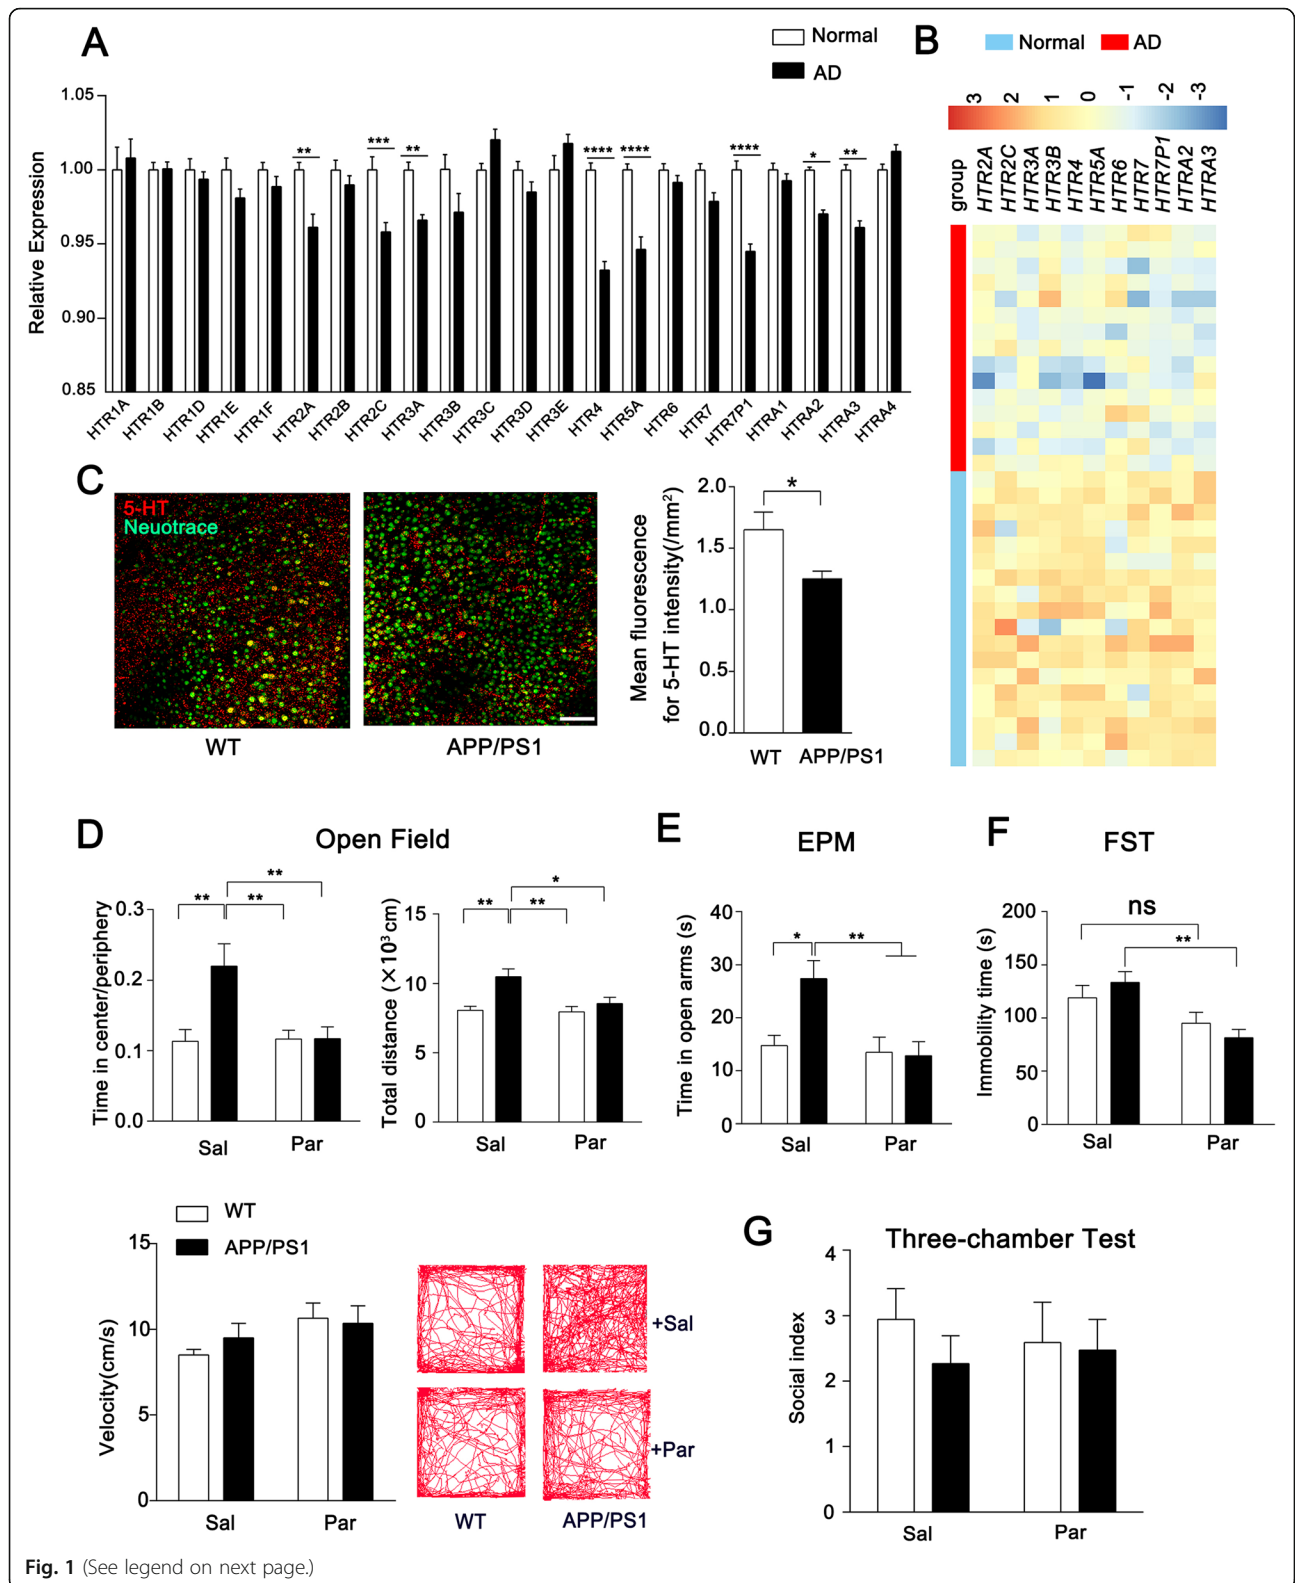 A
Normal
AD
1.05
1.00
0.95
0.90
0.85
Relative Expression
** *** ** **** **** **** * **
HTR1A HTR1B HTR1D HTR1E HTR1F HTR2A HTR2B HTR2C HTR3A HTR3B HTR3C HTR3D HTR3E HTR4 HTR5A HTR6 HTR7 HTR7P1 HTRA1 HTRA2 HTRA3 HTRA4
B
Normal AD
3 2 1 0 -1 -2 -3
group HTR2A HTR2C HTR3A HTR3B HTR4 HTR5A HTR6 HTR7 HTR7P1 HTRA2 HTRA3
C
5-HT
Neuotrace
WT APP/PS1
Mean fluorescence
for 5-HT intensity(/mm²)
2.0
1.5
1.0
0.5
0.0
*
WT APP/PS1
D
Open Field
Time in center/periphery
0.3
0.2
0.1
0.0
**
** **
Sal Par
Total distance (×10³ cm)
15
10
5
0
*
** **
Sal Par
E
EPM
Time in open arms (s)
40
30
20
10
0
* **
Sal Par
F
FST
Immobility time (s)
200
150
100
50
0
ns
**
Sal Par
WT
APP/PS1
Velocity(cm/s)
15
10
5
0
Sal Par
+Sal
+Par
WT APP/PS1
G
Three-chamber Test
Social index
4
3
2
1
0
Sal Par
Fig. 1 (See legend on next page.)